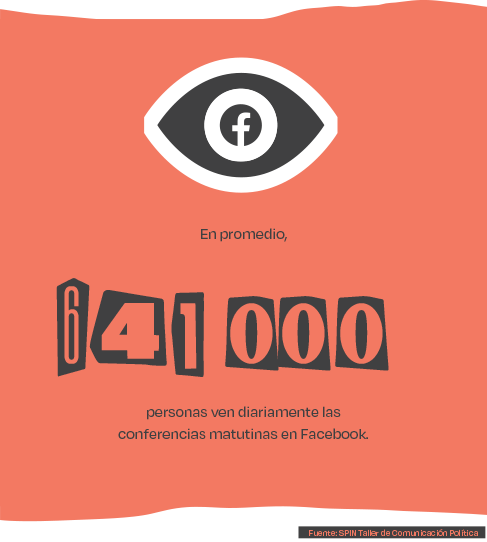 En promedio,
641 000
personas ven diariamente las
conferencias matutinas en Facebook.
Fuente: SPIN Taller de Comunicación Política